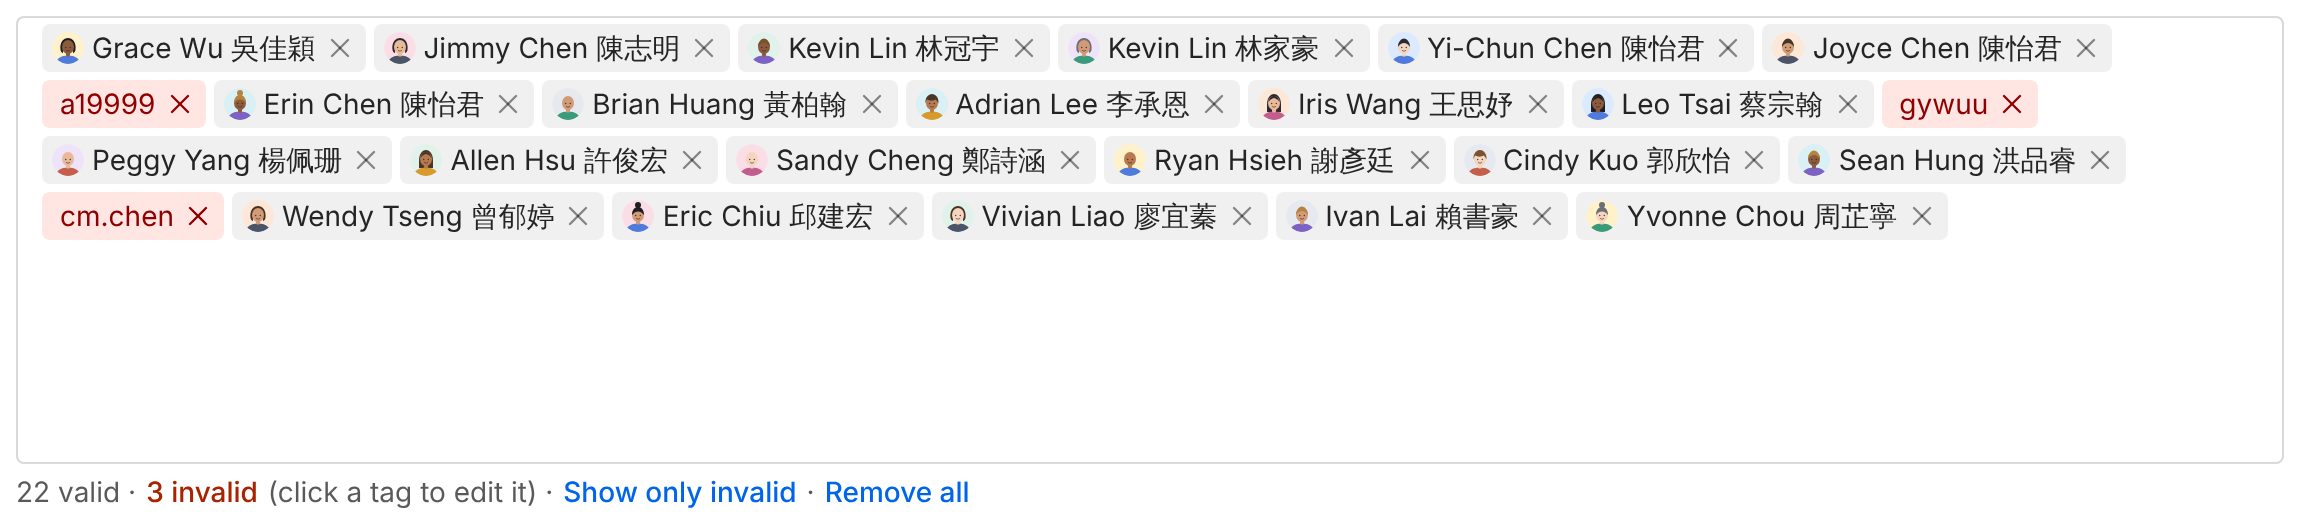 Grace Wu 吳佳穎 Jimmy Chen 陳志明 Kevin Lin 林冠宇 Kevin Lin 林家豪 Yi-Chun Chen 陳怡君 Joyce Chen 陳怡君
a19999 Erin Chen 陳怡君 Brian Huang 黃柏翰 Adrian Lee 李承恩 Iris Wang 王思妤 Leo Tsai 蔡宗翰 gywuu
Peggy Yang 楊佩珊 Allen Hsu 許俊宏 Sandy Cheng 鄭詩涵 Ryan Hsieh 謝彥廷 Cindy Kuo 郭欣怡 Sean Hung 洪品睿
cm.chen Wendy Tseng 曾郁婷 Eric Chiu 邱建宏 Vivian Liao 廖宜蓁 Ivan Lai 賴書豪 Yvonne Chou 周芷寧
22 valid · 3 invalid (click a tag to edit it) · Show only invalid · Remove all